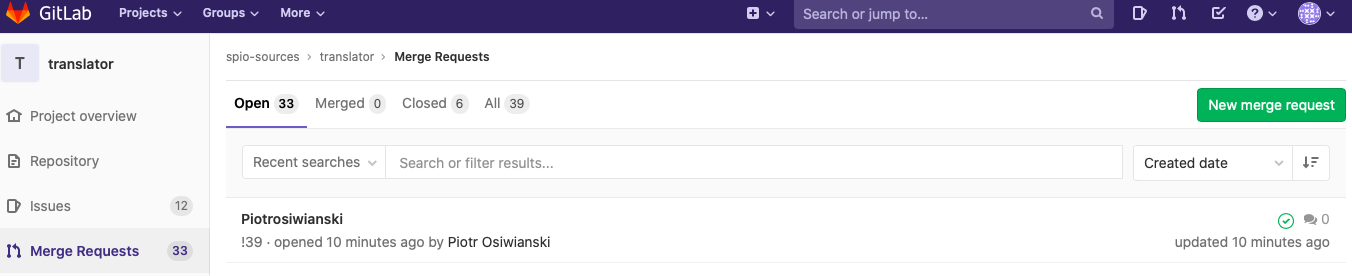 GitLab Projects Groups More Search or jump to...
T translator
spio-sources › translator › Merge Requests
Open 33 Merged 0 Closed 6 All 39
New merge request
Project overview
Repository
Issues 12
Merge Requests 33
Recent searches Search or filter results... Created date
Piotrosiwianski 0
!39 · opened 10 minutes ago by Piotr Osiwianski updated 10 minutes ago